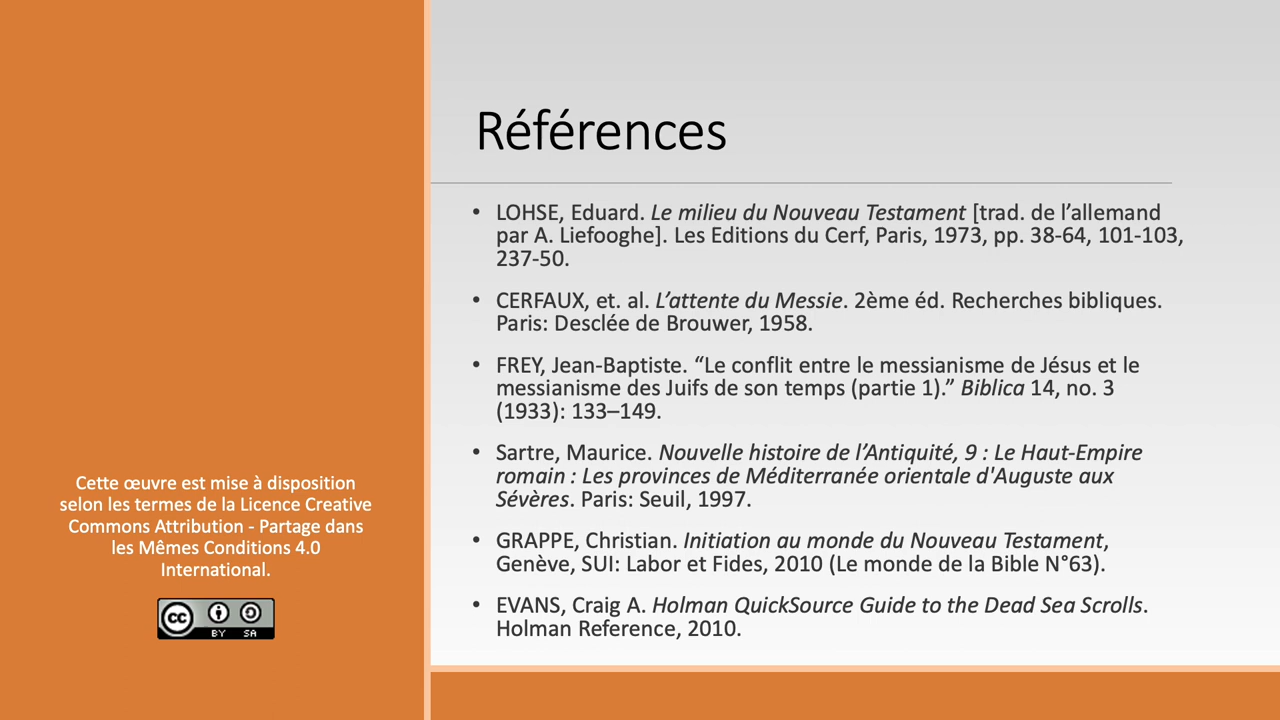 Références
• LOHSE, Eduard. Le milieu du Nouveau Testament [trad. de l’allemand
par A. Liefooghe]. Les Editions du Cerf, Paris, 1973, pp. 38-64, 101-103,
237-50.
• CERFAUX, et. al. L’attente du Messie. 2ème éd. Recherches bibliques.
Paris: Desclée de Brouwer, 1958.
• FREY, Jean-Baptiste. “Le conflit entre le messianisme de Jésus et le
messianisme des Juifs de son temps (partie 1).” Biblica 14, no. 3
(1933): 133–149.
• Sartre, Maurice. Nouvelle histoire de l’Antiquité, 9 : Le Haut-Empire
romain : Les provinces de Méditerranée orientale d'Auguste aux
Sévères. Paris: Seuil, 1997.
• GRAPPE, Christian. Initiation au monde du Nouveau Testament,
Genève, SUI: Labor et Fides, 2010 (Le monde de la Bible N°63).
• EVANS, Craig A. Holman QuickSource Guide to the Dead Sea Scrolls.
Holman Reference, 2010.
Cette œuvre est mise à disposition
selon les termes de la Licence Creative
Commons Attribution - Partage dans
les Mêmes Conditions 4.0
International.
cc
BY SA